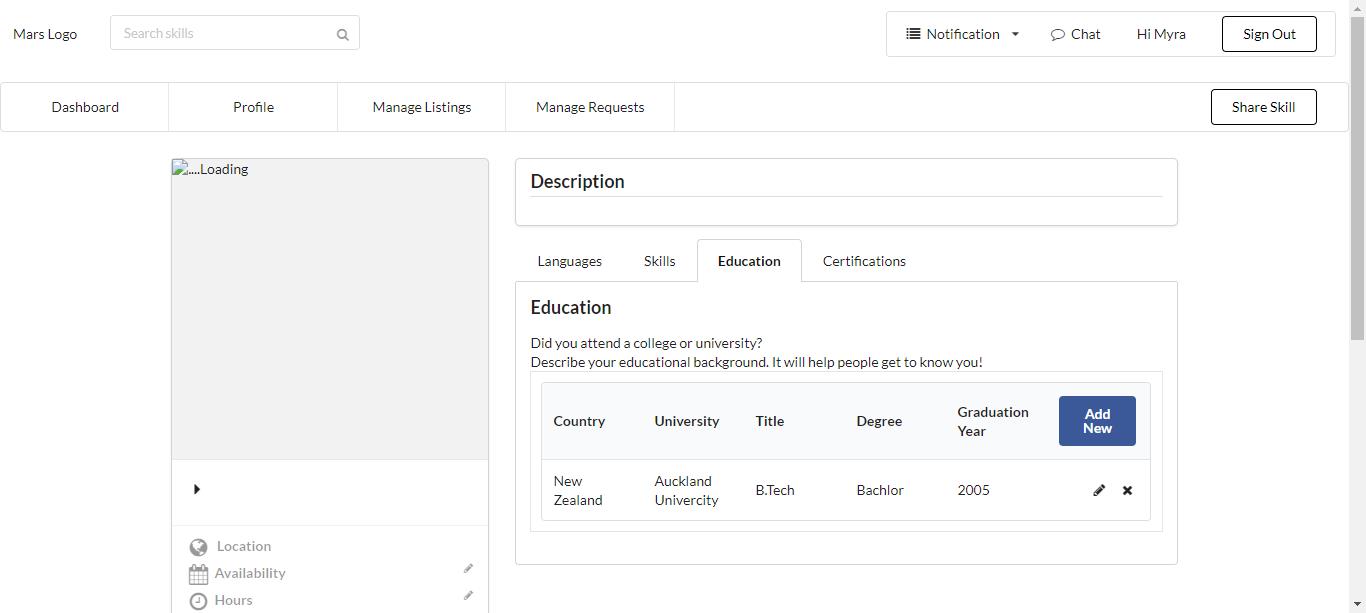 Mars Logo
Search skills
Notification
Chat
Hi Myra
Sign Out
Dashboard
Profile
Manage Listings
Manage Requests
Share Skill
....Loading
Description
Languages
Skills
Education
Certifications
Education
Did you attend a college or university?
Describe your educational background. It will help people get to know you!
Country
University
Title
Degree
Graduation
Year
Add
New
New
Zealand
Auckland
Univercity
B.Tech
Bachlor
2005
Location
Availability
Hours